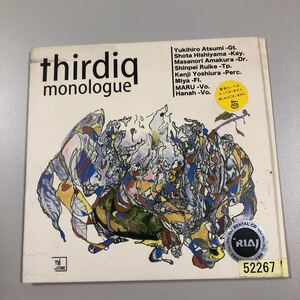 thirdiq
monologue
Yukihiro Atsumi -Gt.
Shota Hishiyama -Key.
Masanori Amakura -Dr.
Shinpei Ruike -Tp.
Kenji Yoshiura -Perc.
Miya -Fl.
MARU -Vo.
Hanah -Vo.
RIAJ
52267